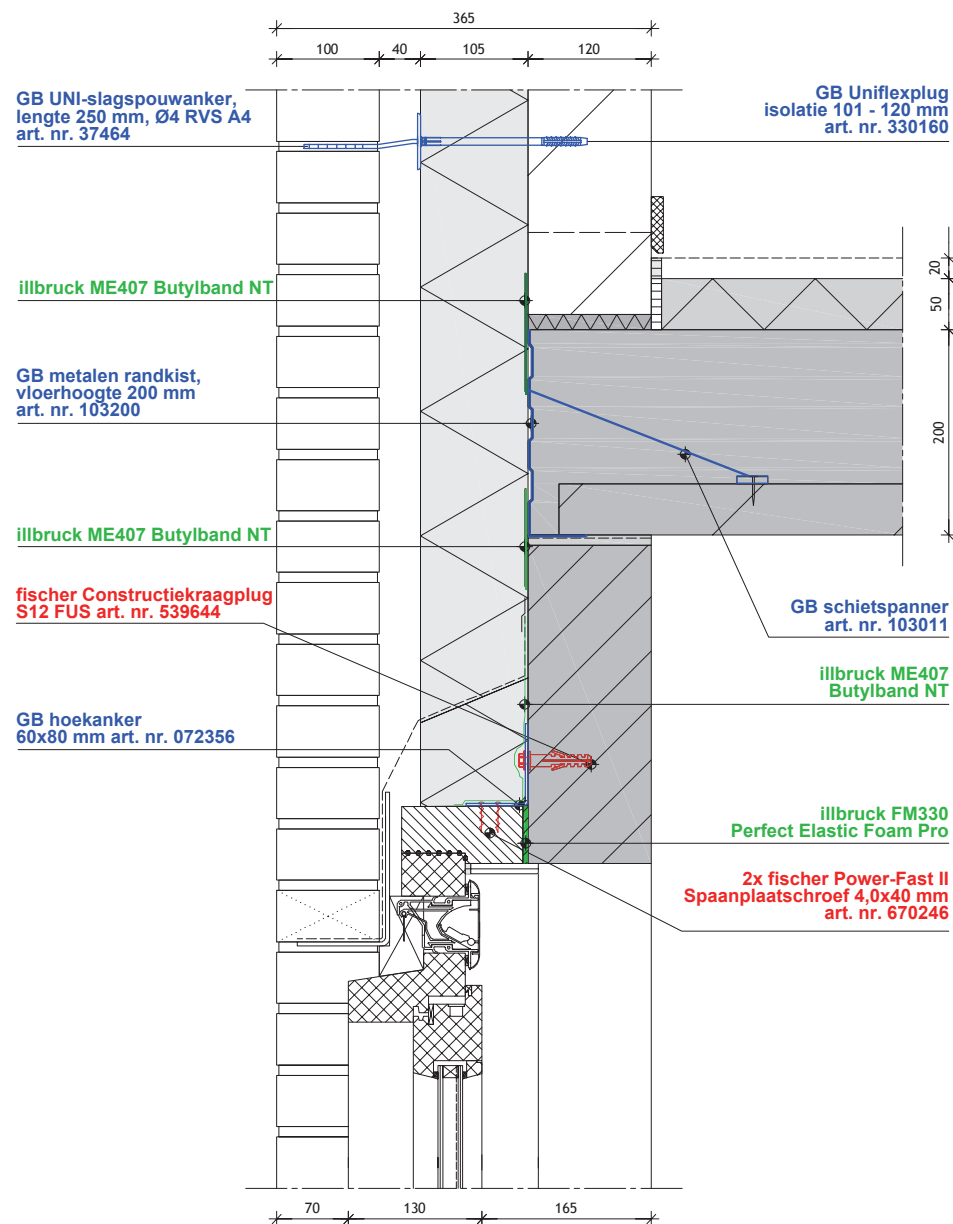 365
100
40
105
120
GB UNI-slagspouwanker,
lengte 250 mm, Ø4 RVS A4
art. nr. 37464
GB Uniflexplug
isolatie 101 - 120 mm
art. nr. 330160
illbruck ME407 Butylband NT
20
50
GB metalen randkist,
vloerhoogte 200 mm
art. nr. 103200
200
illbruck ME407 Butylband NT
fischer Constructiekraagplug
S12 FUS art. nr. 539644
GB schietspanner
art. nr. 103011
illbruck ME407
Butylband NT
GB hoekanker
60x80 mm art. nr. 072356
illbruck FM330
Perfect Elastic Foam Pro
2x fischer Power-Fast II
Spaanplaatschroef 4,0x40 mm
art. nr. 670246
70
130
165